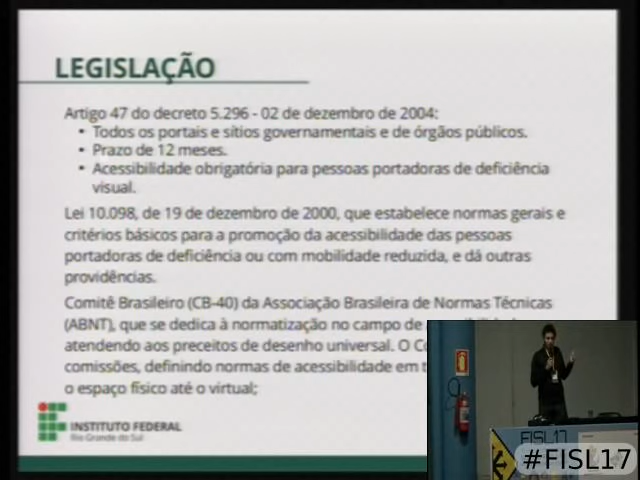 LEGISLAÇÃO
Artigo 47 do decreto 5.296 - 02 de dezembro de 2004:
• Todos os portais e sítios governamentais e de órgãos públicos.
• Prazo de 12 meses.
• Acessibilidade obrigatória para pessoas portadoras de deficiência
visual.
Lei 10.098, de 19 de dezembro de 2000, que estabelece normas gerais e
critérios básicos para a promoção da acessibilidade das pessoas
portadoras de deficiência ou com mobilidade reduzida, e dá outras
providências.
Comitê Brasileiro (CB-40) da Associação Brasileira de Normas Técnicas
(ABNT), que se dedica à normatização no campo de
atendendo aos preceitos de desenho universal. O
comissões, definindo normas de acessibilidade em
o espaço físico até o virtual;
INSTITUTO FEDERAL
Rio Grande do Sul
FISL17
#FISL17